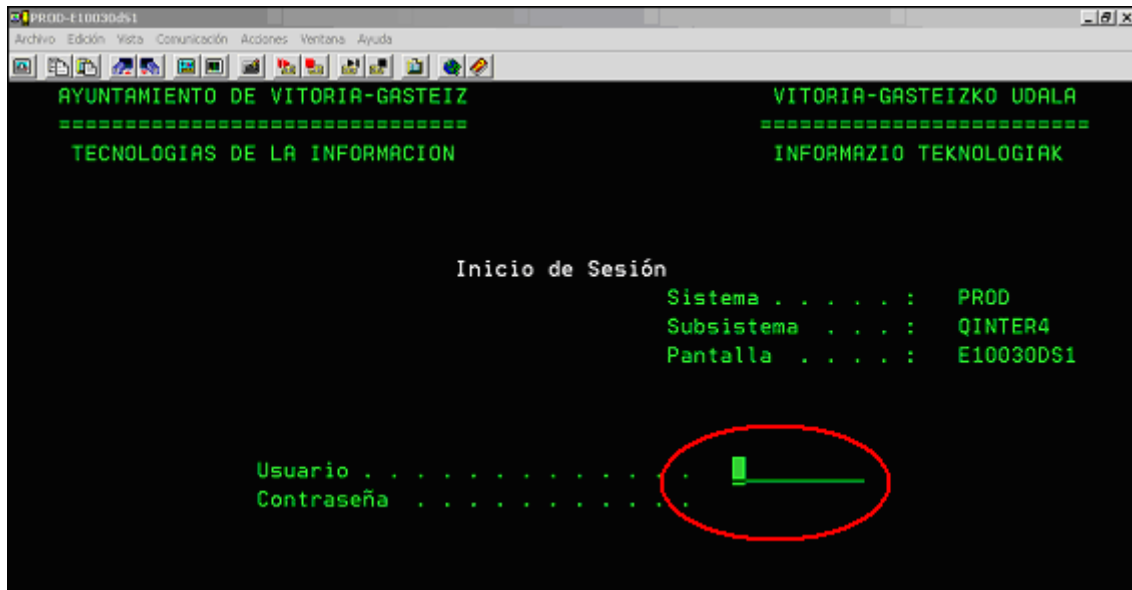 PROD-E10030dS1
Archivo Edición Vista Comunicación Acciones Ventana Ayuda
AYUNTAMIENTO DE VITORIA-GASTEIZ VITORIA-GASTEIZKO UDALA
=============================== =========================
TECNOLOGIAS DE LA INFORMACION INFORMAZIO TEKNOLOGIAK
Inicio de Sesión
Sistema . . . . . : PROD
Subsistema . . . : QINTER4
Pantalla . . . . : E10030DS1
Usuario . . . . . . . . . . . . .
Contraseña . . . . . . . . . . .